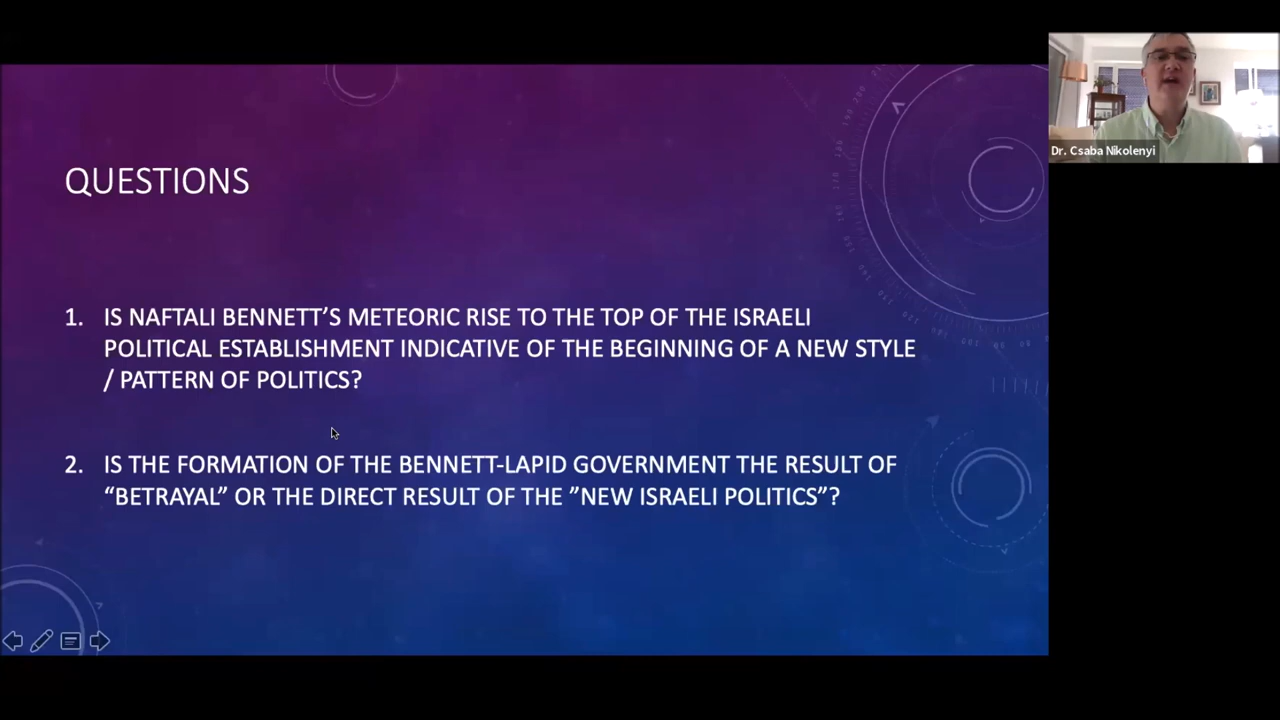 Dr. Csaba Nikolenyi
QUESTIONS
1. IS NAFTALI BENNETT’S METEORIC RISE TO THE TOP OF THE ISRAELI
POLITICAL ESTABLISHMENT INDICATIVE OF THE BEGINNING OF A NEW STYLE
/ PATTERN OF POLITICS?
2. IS THE FORMATION OF THE BENNETT-LAPID GOVERNMENT THE RESULT OF
“BETRAYAL” OR THE DIRECT RESULT OF THE ”NEW ISRAELI POLITICS”?